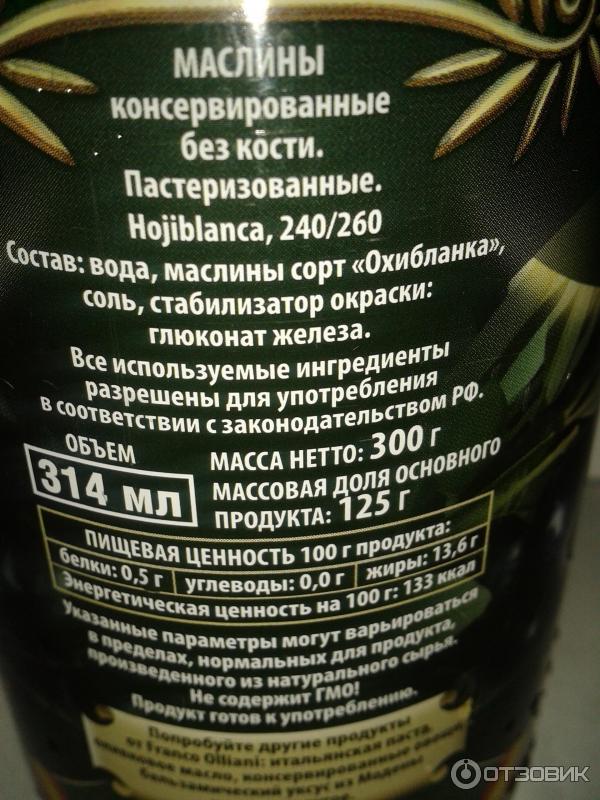 МАСЛИНЫ
консервированные
без кости.
Пастеризованные.
Hojiblanca, 240/260
Состав: вода, маслины сорт «Охибланка»,
соль, стабилизатор окраски:
глюконат железа.
Все используемые ингредиенты
разрешены для употребления
в соответствии с законодательством РФ.
ОБЪЕМ
314 мл
МАССА НЕТТО: 300 г
МАССОВАЯ ДОЛЯ ОСНОВНОГО
ПРОДУКТА: 125 г
ПИЩЕВАЯ ЦЕННОСТЬ 100 г продукта:
белки: 0,5 г углеводы: 0,0 г жиры: 13,6 г
Энергетическая ценность на 100 г: 133 ккал
Указанные параметры могут варьироваться
в пределах, нормальных для продукта,
произведенного из натурального сырья.
Не содержит ГМО!
Продукт готов к употреблению.
Попробуйте другие продукты
от Franco Olliani: итальянская паста,
оливковое масло, консервированные
бальзамический уксус из Модены
ОТЗОВИК